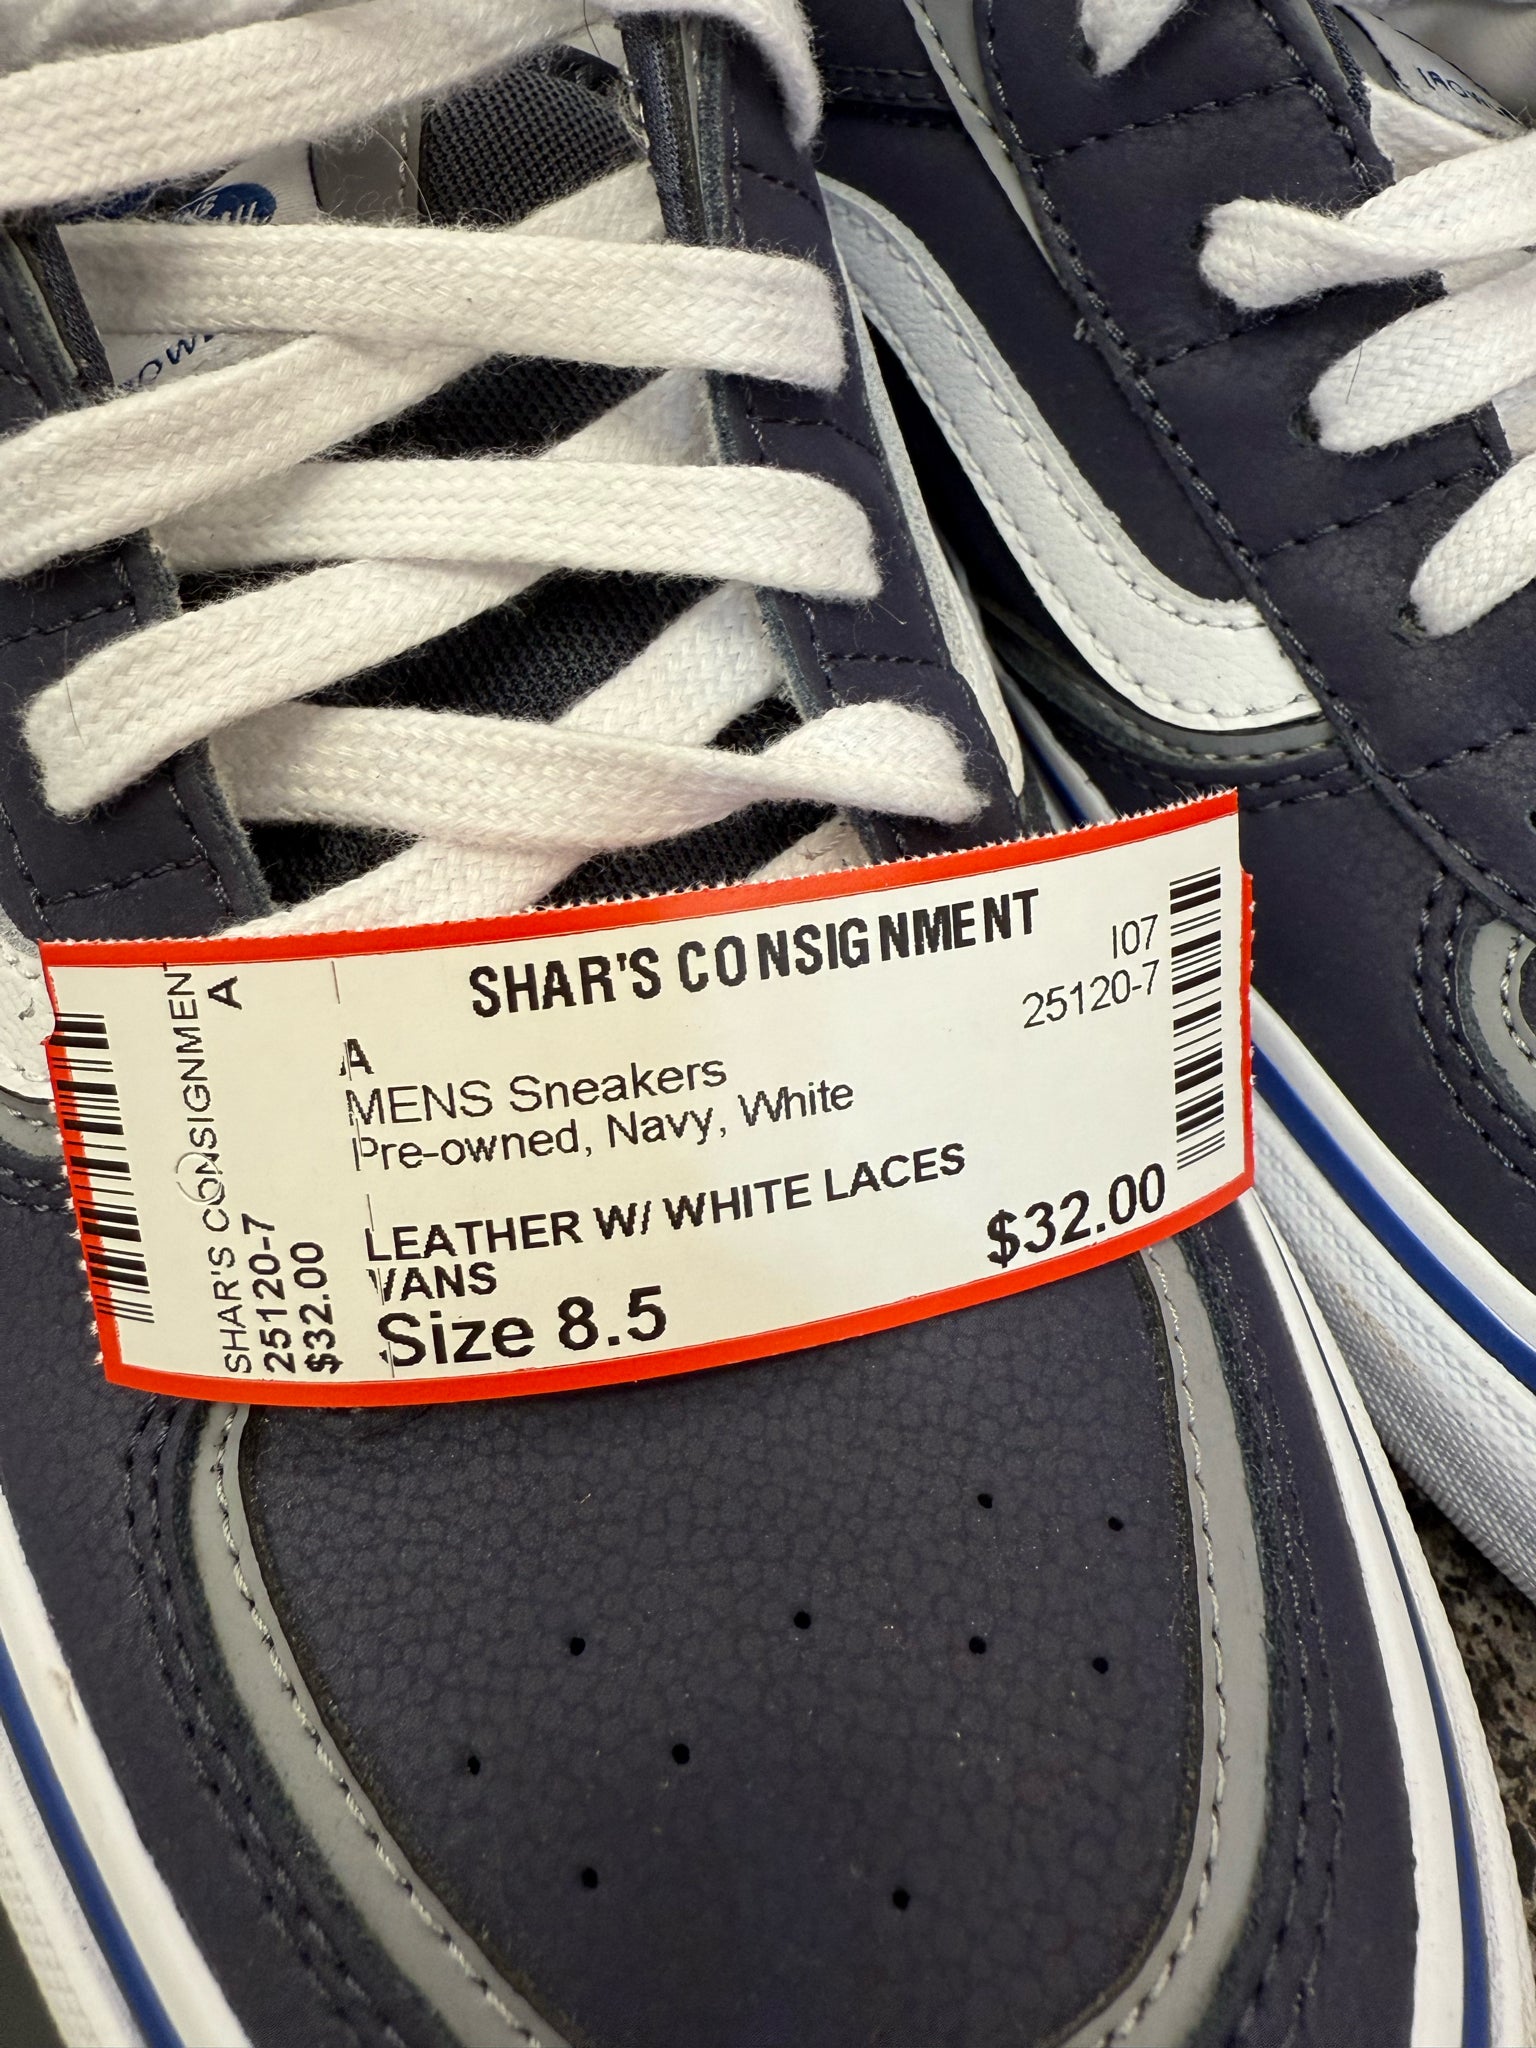 SHAR'S CONSIGNMENT
I07
25120-7
A
MENS Sneakers
Pre-owned, Navy, White
LEATHER W/ WHITE LACES
VANS
Size 8.5
$32.00
SHAR'S CONSIGNMENT
A
25120-7
$32.00